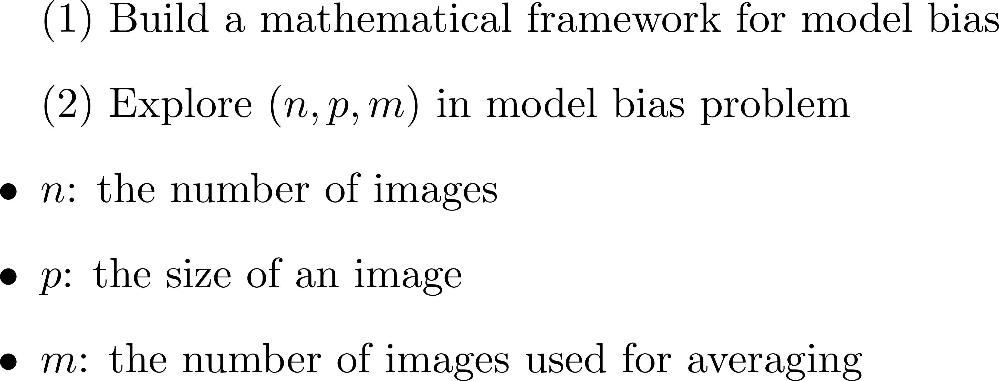 (1) Build a mathematical framework for model bias
(2) Explore (n, p, m) in model bias problem
• n: the number of images
• p: the size of an image
• m: the number of images used for averaging